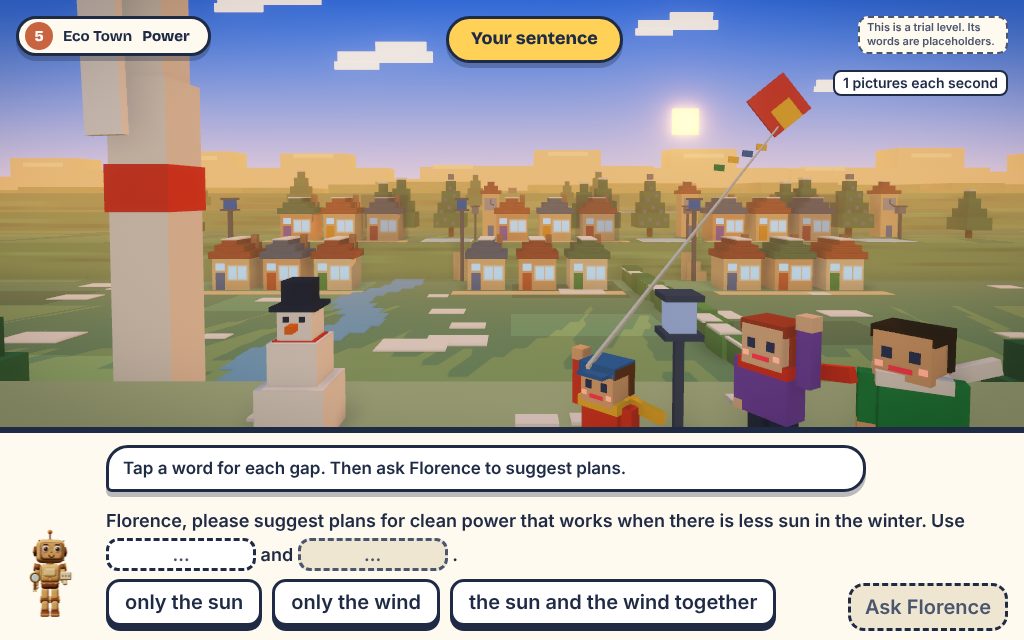 5 Eco Town Power
Your sentence
This is a trial level. Its
words are placeholders.
1 pictures each second
Tap a word for each gap. Then ask Florence to suggest plans.
Florence, please suggest plans for clean power that works when there is less sun in the winter. Use
... and ... .
only the sun
only the wind
the sun and the wind together
Ask Florence